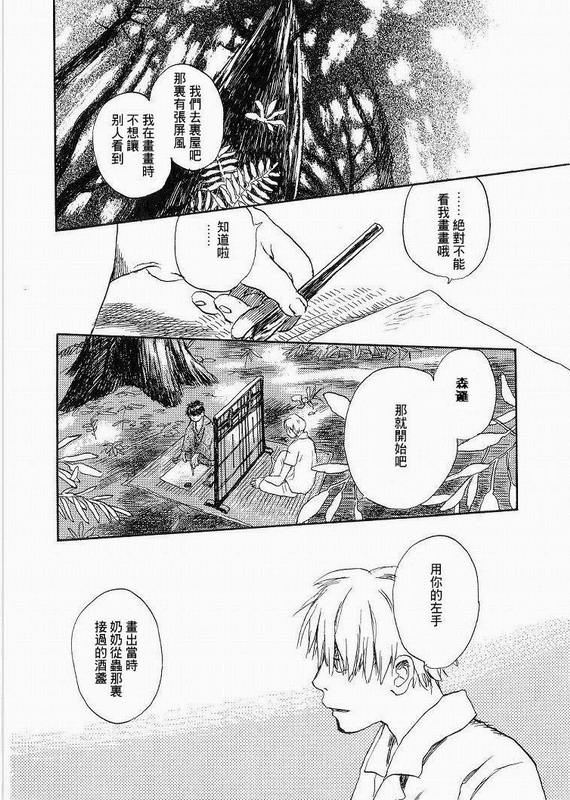 我們去裏屋吧
那裏有張屏風
我在畫畫時
不想讓
別人看到
……絕對不能
看我畫畫哦
知道啦
……
森羅
那就開始吧
用你的左手
畫出當時
奶奶從蟲那裏
接過的酒盞